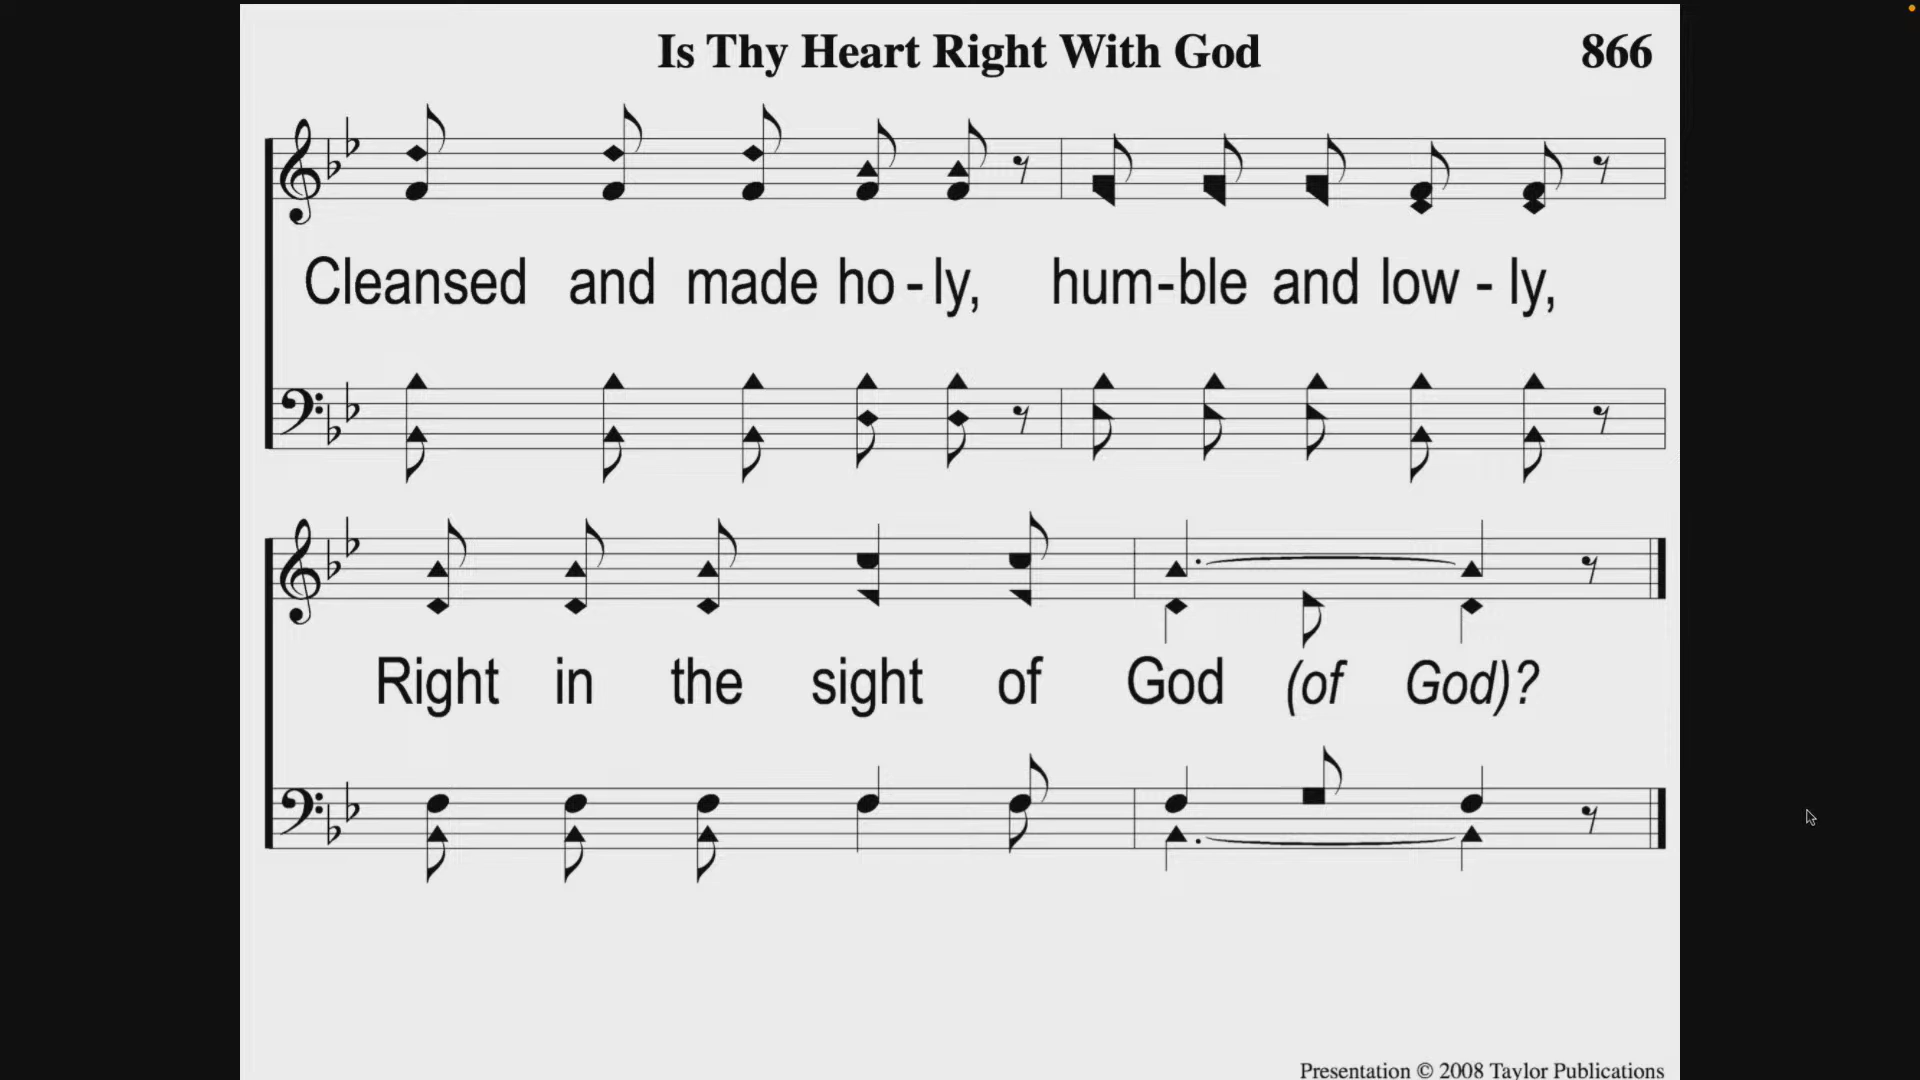 Is Thy Heart Right With God 866
Cleansed and made ho - ly, hum-ble and low - ly,
Right in the sight of God (of God)?
Presentation © 2008 Taylor Publications